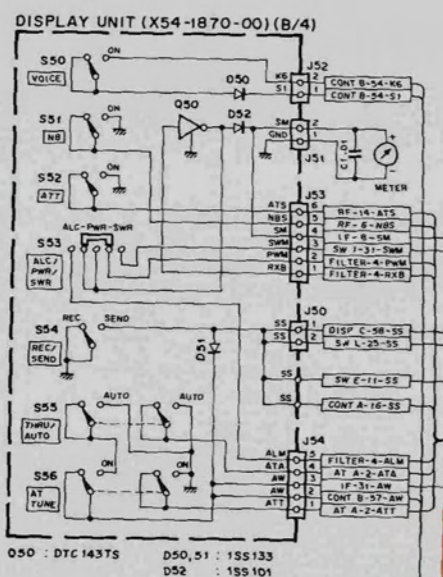 DISPLAY UNIT (X54-1870-00)(B/4)
S50 ON
VOICE
D50
K6 2 CONT B-54-K6
S1 1 CONT B-54-S1
J52
S51 ON
NB
Q50
D52
SM 2
GND 1
J51
C1 .01
+
-
METER
S52 ON
ATT
J53
ATS 6 RF-14-ATS
NBS 5 RF-6-NBS
SM 4 IF-8-SM
SWM 3 SW I-31-SWM
PWM 2 FILTER-4-PWM
RXB 1 FILTER-4-RXB
S53
ALC-PWR-SWR
ALC/
PWR/
SWR
S54 REC SEND
REC/
SEND
D51
J50
SS 1 DISP C-58-SS
SS 2 SW L-25-SS
SS SW E-11-SS
SS CONT A-16-SS
S55 AUTO AUTO
THRU/
AUTO
J54
ALM 5 FILTER-4-ALM
ATA 4 AT A-2-ATA
AW 3 IF-31-AW
AW 2 CONT B-57-AW
ATT 1 AT A-2-ATT
S56 ON ON
AT
TUNE
Q50 : DTC143TS D50,51 : 1SS133
D52 : 1SS101